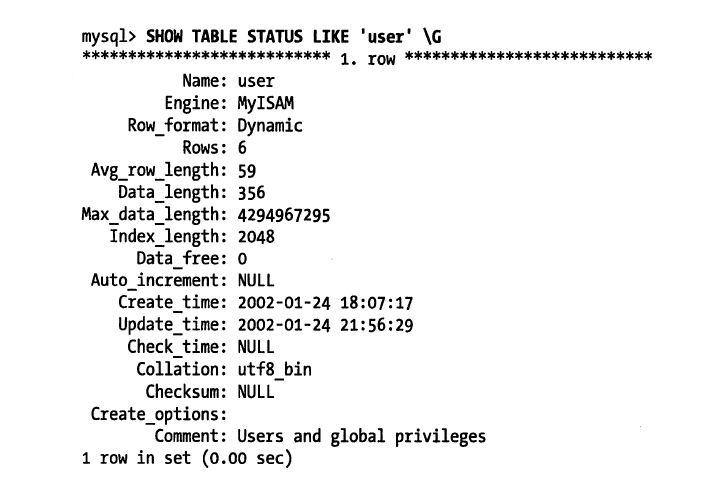 mysql> SHOW TABLE STATUS LIKE 'user' \G
*************************** 1. row ***************************
Name: user
Engine: MyISAM
Row_format: Dynamic
Rows: 6
Avg_row_length: 59
Data_length: 356
Max_data_length: 4294967295
Index_length: 2048
Data_free: 0
Auto_increment: NULL
Create_time: 2002-01-24 18:07:17
Update_time: 2002-01-24 21:56:29
Check_time: NULL
Collation: utf8_bin
Checksum: NULL
Create_options:
Comment: Users and global privileges
1 row in set (0.00 sec)